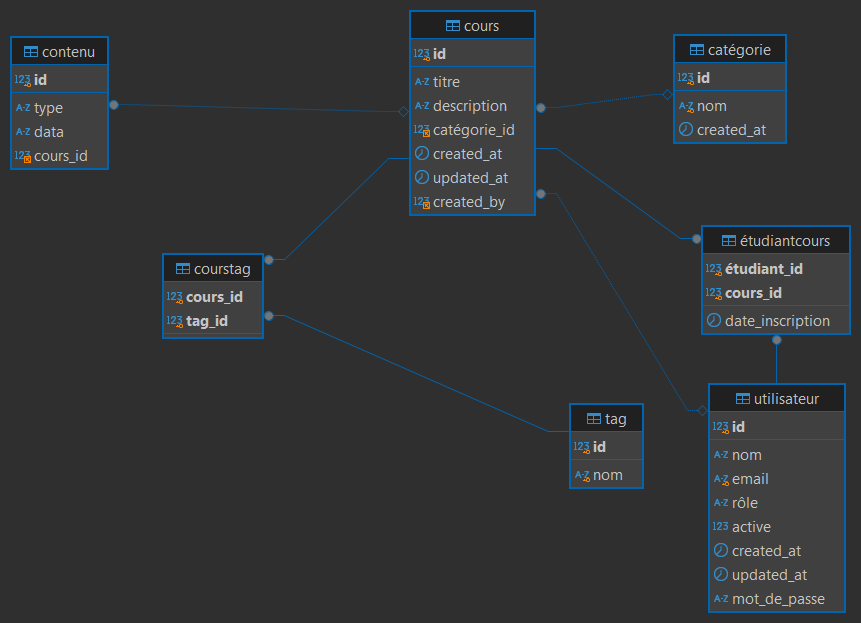 contenu
123 id
A-Z type
A-Z data
123 cours_id
cours
123 id
A-Z titre
A-Z description
123 catégorie_id
created_at
updated_at
123 created_by
catégorie
123 id
A-Z nom
created_at
courstag
123 cours_id
123 tag_id
étudiantcours
123 étudiant_id
123 cours_id
date_inscription
tag
123 id
A-Z nom
utilisateur
123 id
A-Z nom
A-Z email
A-Z rôle
123 active
created_at
updated_at
A-Z mot_de_passe